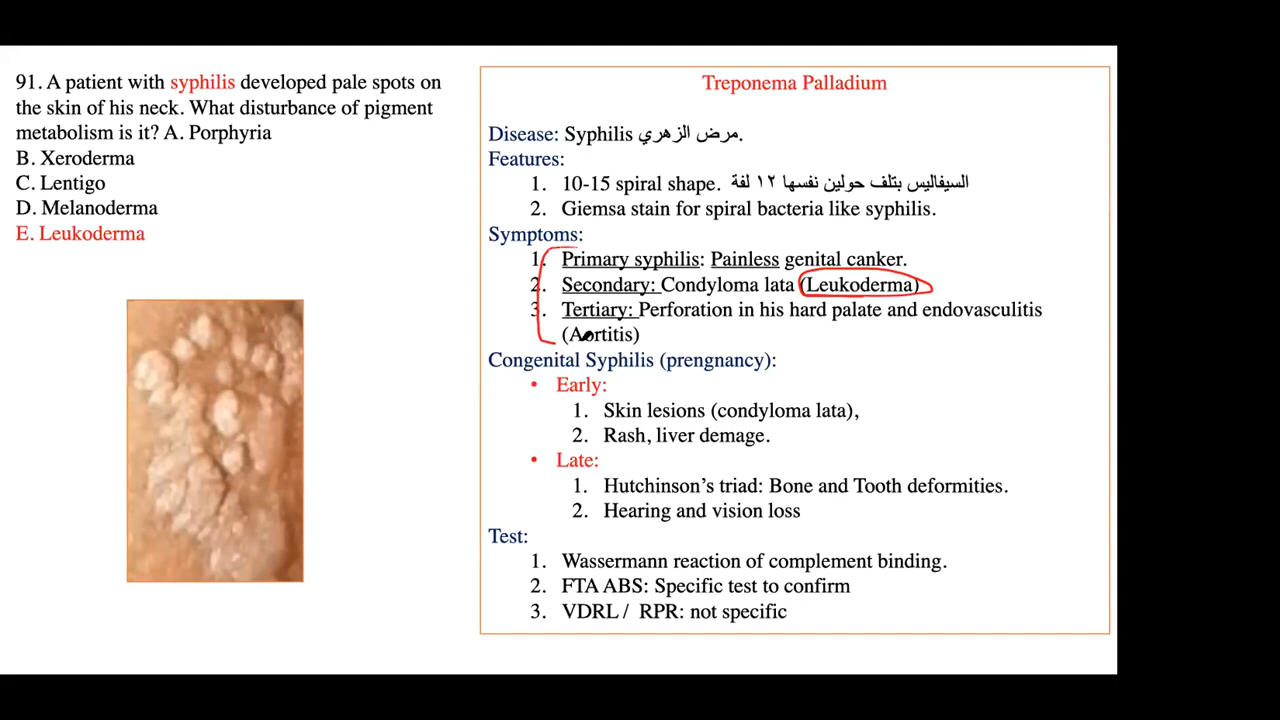 91. A patient with syphilis developed pale spots on
the skin of his neck. What disturbance of pigment
metabolism is it? A. Porphyria
B. Xeroderma
C. Lentigo
D. Melanoderma
E. Leukoderma
Treponema Palladium
Disease: Syphilis مرض الزهري.
Features:
1. 10-15 spiral shape. السيفاليس بتلف حولين نفسها ١٢ لفة
2. Giemsa stain for spiral bacteria like syphilis.
Symptoms:
1. Primary syphilis: Painless genital canker.
2. Secondary: Condyloma lata (Leukoderma)
3. Tertiary: Perforation in his hard palate and endovasculitis
(Aortitis)
Congenital Syphilis (prengnancy):
• Early:
1. Skin lesions (condyloma lata),
2. Rash, liver demage.
• Late:
1. Hutchinson’s triad: Bone and Tooth deformities.
2. Hearing and vision loss
Test:
1. Wassermann reaction of complement binding.
2. FTA ABS: Specific test to confirm
3. VDRL / RPR: not specific